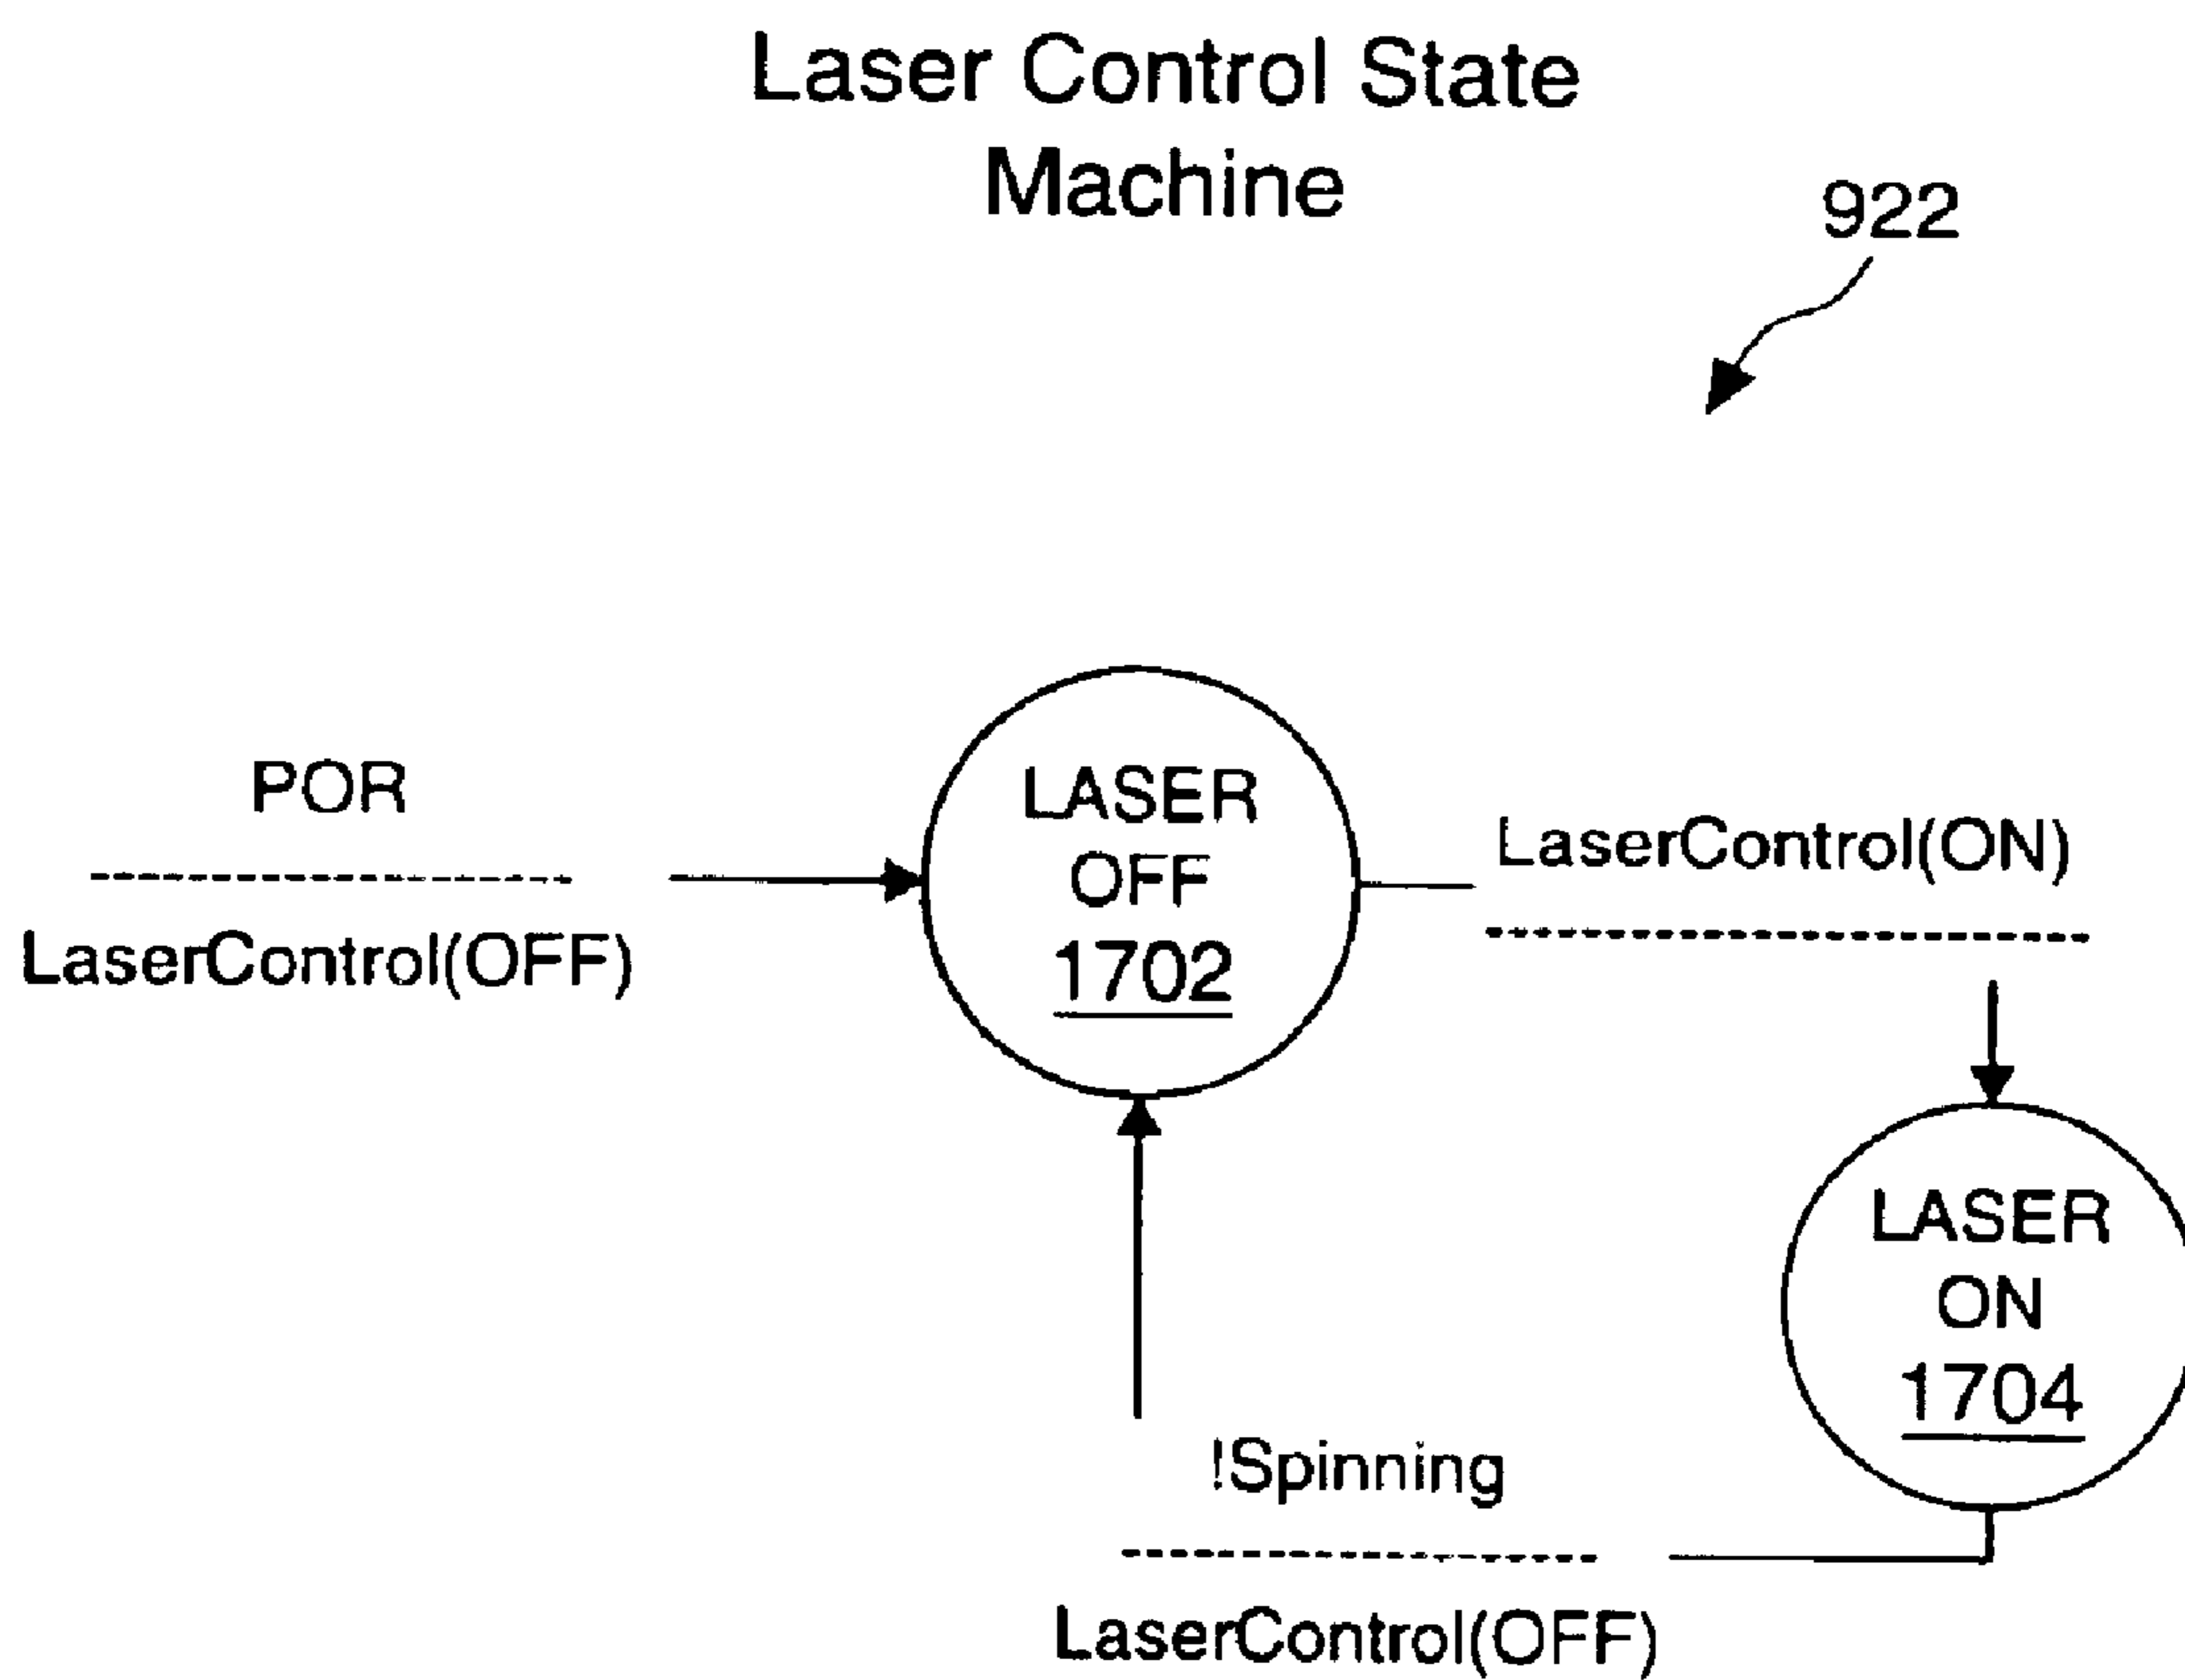 Laser Control State
Machine
922
POR
LaserControl(OFF)
LASER
OFF
1702
LaserControl(ON)
LASER
ON
1704
!Spinning
LaserControl(OFF)